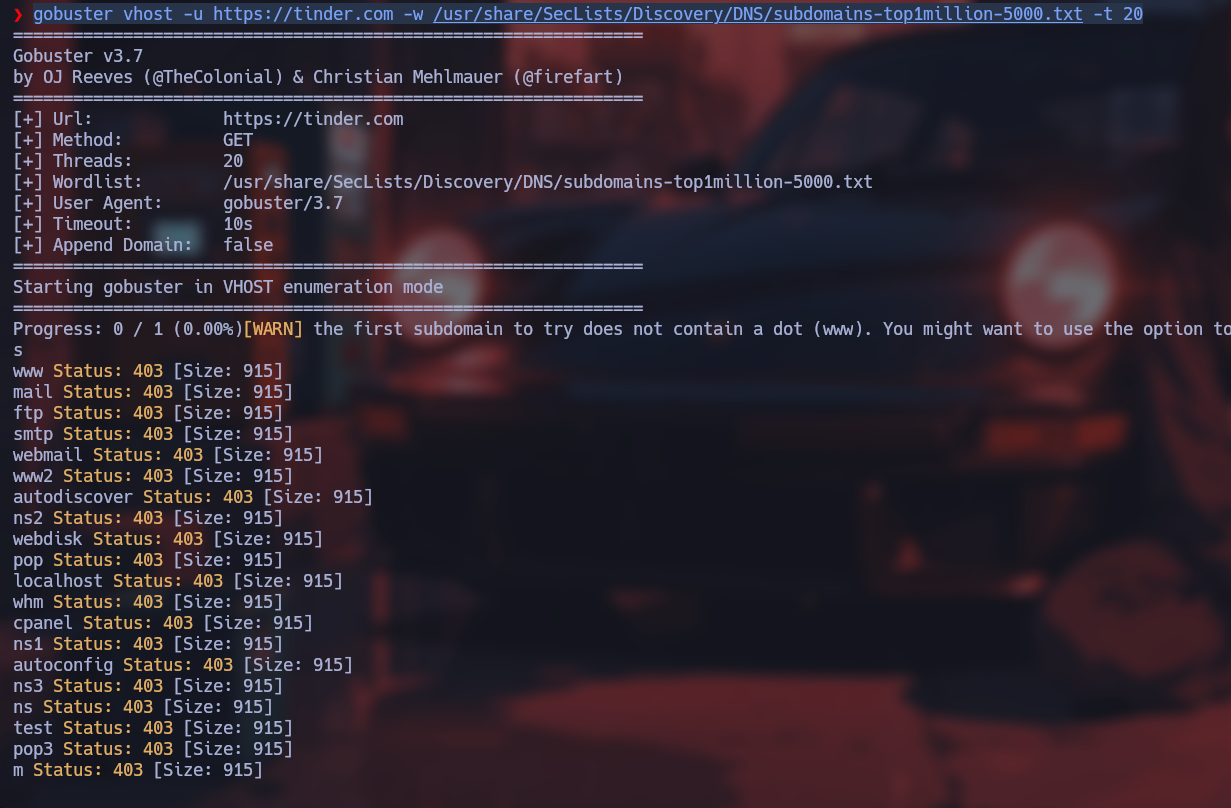 ❯ gobuster vhost -u https://tinder.com -w /usr/share/SecLists/Discovery/DNS/subdomains-top1million-5000.txt -t 20
===============================================================
Gobuster v3.7
by OJ Reeves (@TheColonial) & Christian Mehlmauer (@firefart)
===============================================================
[+] Url:             https://tinder.com
[+] Method:          GET
[+] Threads:         20
[+] Wordlist:        /usr/share/SecLists/Discovery/DNS/subdomains-top1million-5000.txt
[+] User Agent:      gobuster/3.7
[+] Timeout:         10s
[+] Append Domain:   false
===============================================================
Starting gobuster in VHOST enumeration mode
===============================================================
Progress: 0 / 1 (0.00%)[WARN] the first subdomain to try does not contain a dot (www). You might want to use the option to
s
www Status: 403 [Size: 915]
mail Status: 403 [Size: 915]
ftp Status: 403 [Size: 915]
smtp Status: 403 [Size: 915]
webmail Status: 403 [Size: 915]
www2 Status: 403 [Size: 915]
autodiscover Status: 403 [Size: 915]
ns2 Status: 403 [Size: 915]
webdisk Status: 403 [Size: 915]
pop Status: 403 [Size: 915]
localhost Status: 403 [Size: 915]
whm Status: 403 [Size: 915]
cpanel Status: 403 [Size: 915]
ns1 Status: 403 [Size: 915]
autoconfig Status: 403 [Size: 915]
ns3 Status: 403 [Size: 915]
ns Status: 403 [Size: 915]
test Status: 403 [Size: 915]
pop3 Status: 403 [Size: 915]
m Status: 403 [Size: 915]